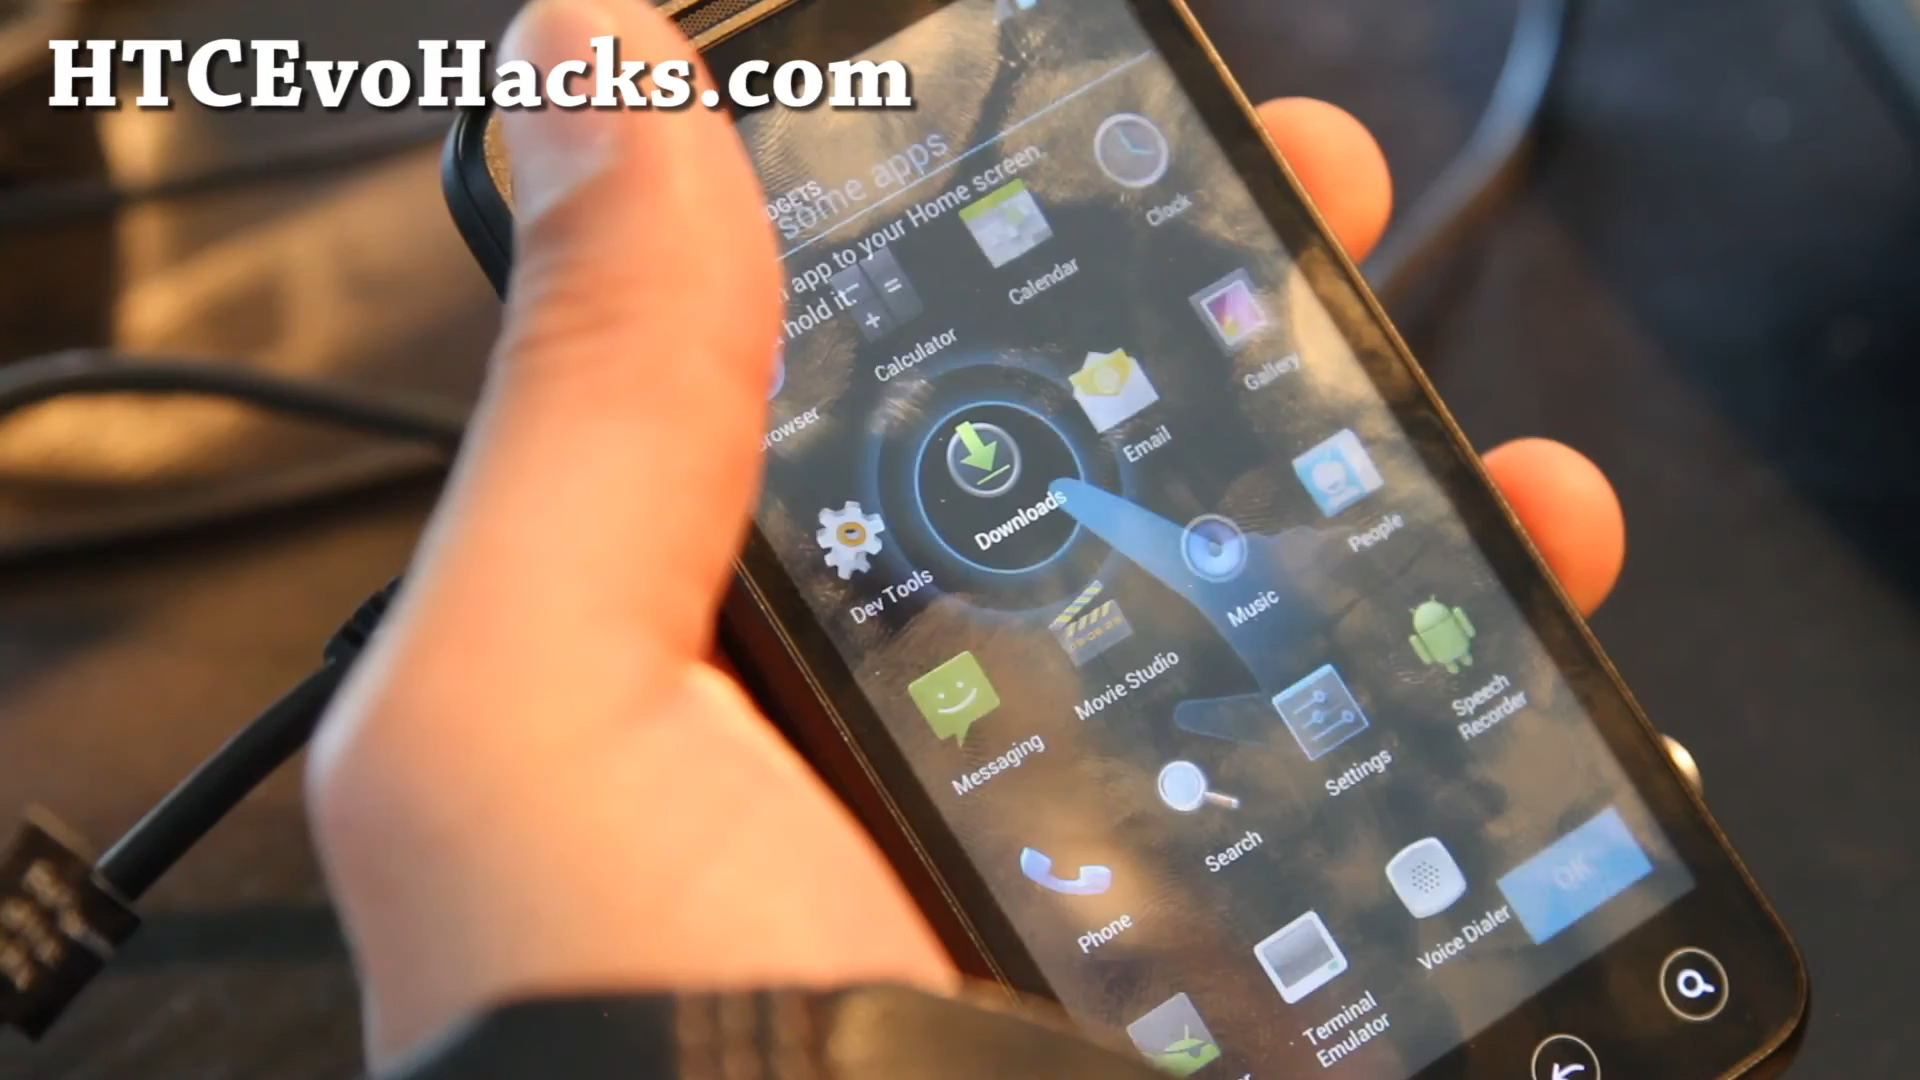 HTCEvoHacks.com
some apps
app to your Home screen.
hold it.
Clock
Calendar
Calculator
Gallery
Email
Downloads
People
Dev Tools
Music
Movie Studio
Speech
Recorder
Messaging
Settings
Search
Phone
Voice Dialer
OK
Terminal
Emulator